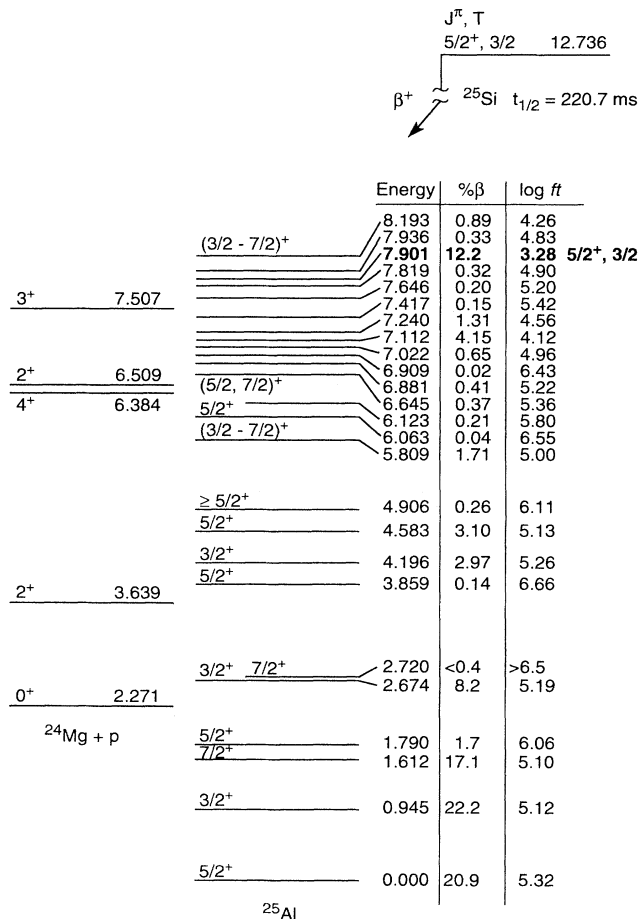 J^π, T
5/2⁺, 3/2 12.736
β⁺ ²⁵Si t₁/₂ = 220.7 ms
Energy %β log ft
8.193 0.89 4.26
(3/2 - 7/2)⁺ 7.936 0.33 4.83
7.901 12.2 3.28 5/2⁺, 3/2
7.819 0.32 4.90
3⁺ 7.507 7.646 0.20 5.20
7.417 0.15 5.42
7.240 1.31 4.56
7.112 4.15 4.12
7.022 0.65 4.96
2⁺ 6.509 6.909 0.02 6.43
(5/2, 7/2)⁺ 6.881 0.41 5.22
4⁺ 6.384 6.645 0.37 5.36
5/2⁺ 6.123 0.21 5.80
6.063 0.04 6.55
(3/2 - 7/2)⁺ 5.809 1.71 5.00
≥ 5/2⁺ 4.906 0.26 6.11
5/2⁺ 4.583 3.10 5.13
3/2⁺ 4.196 2.97 5.26
5/2⁺ 3.859 0.14 6.66
2⁺ 3.639
3/2⁺ 7/2⁺ 2.720 <0.4 >6.5
2.674 8.2 5.19
0⁺ 2.271
²⁴Mg + p
5/2⁺ 1.790 1.7 6.06
7/2⁺ 1.612 17.1 5.10
3/2⁺ 0.945 22.2 5.12
5/2⁺ 0.000 20.9 5.32
²⁵Al